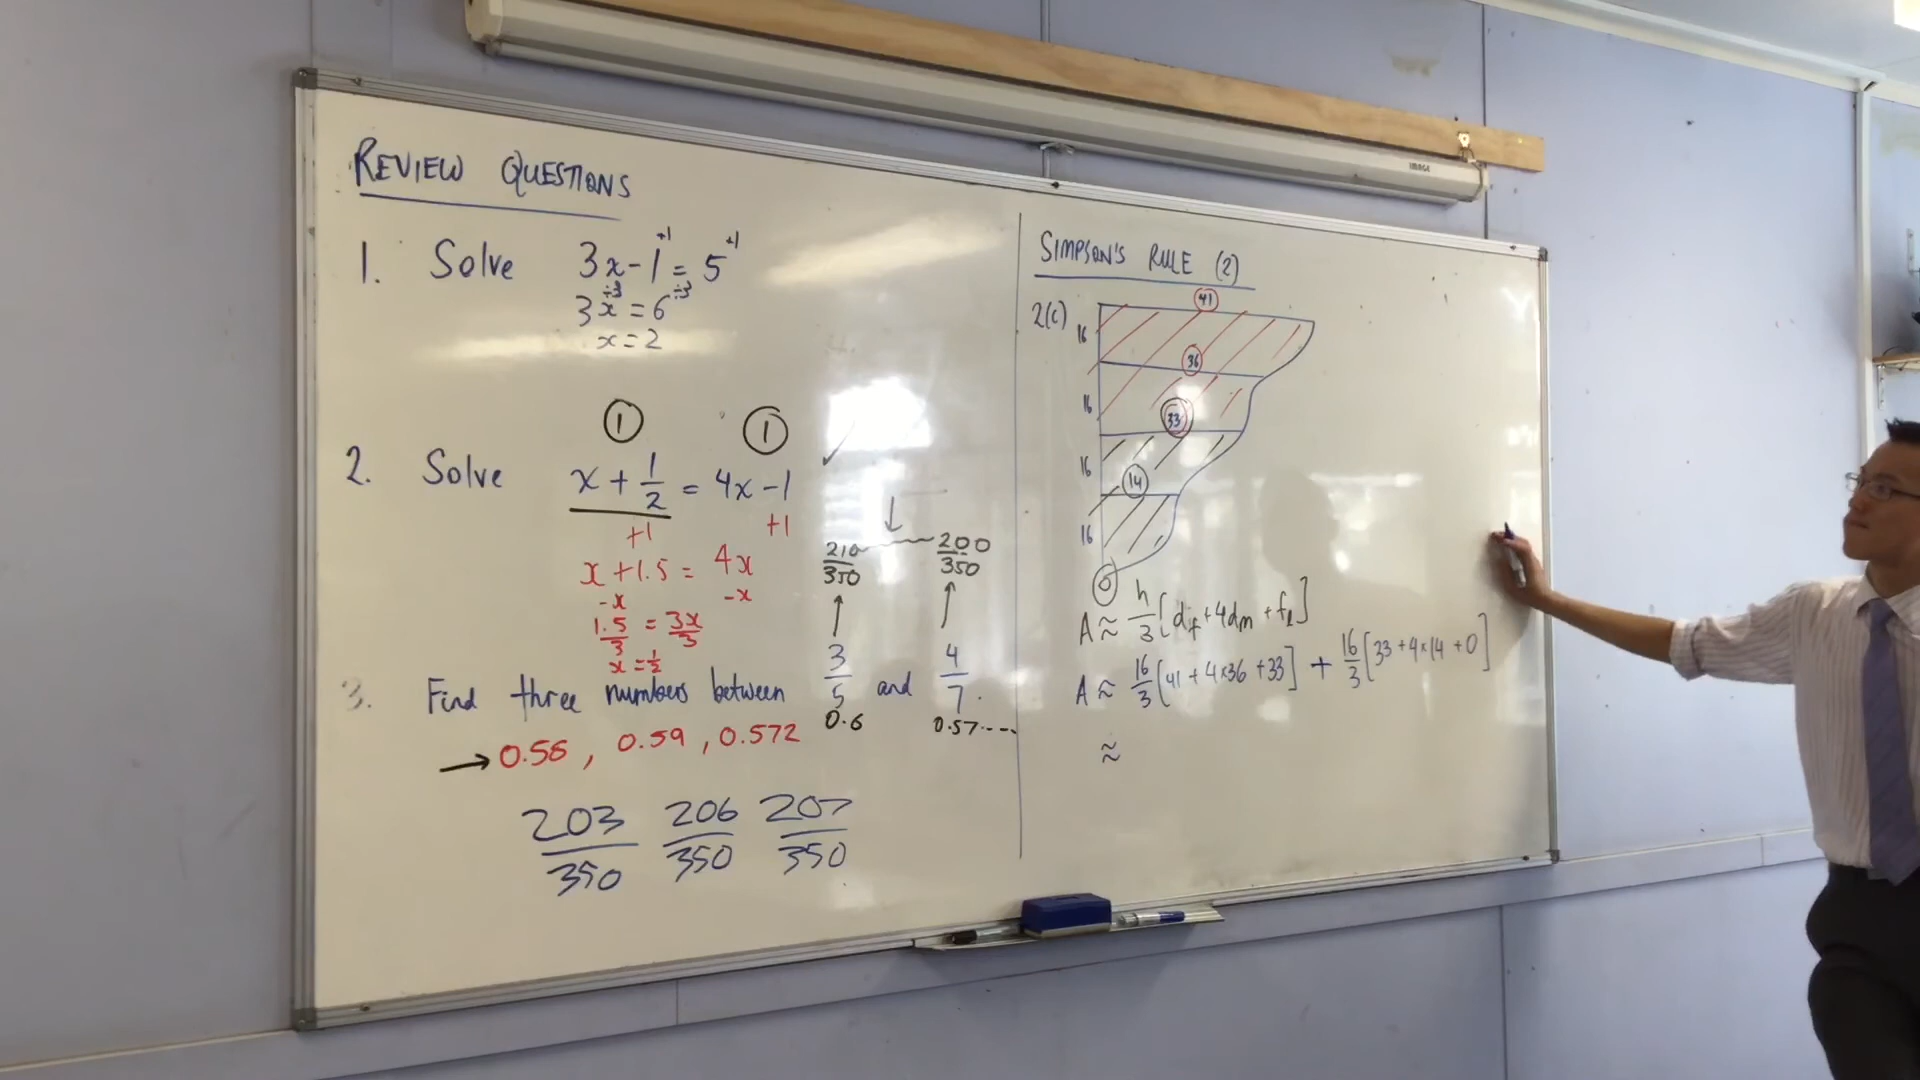 REVIEW QUESTIONS
1. Solve 3x-1 = 5
+1 +1
3x = 6
÷3 ÷3
x = 2
1 1
2. Solve x + 1/2 = 4x - 1
+1 +1
x + 1.5 = 4x
-x -x
1.5/3 = 3x/3
x = 1/2
210/350 200/350
3. Find three numbers between 3/5 and 4/7.
0.6 0.57....
→ 0.58, 0.59, 0.572
203/350 206/350 207/350
SIMPSON'S RULE (2)
2(c)
41
16
36
16
33
16
14
16
0
A ≈ h/3 [df + 4dm + fl]
A ≈ 16/3 [41 + 4×36 + 33] + 16/3 [33 + 4×14 + 0]
≈
IMAGE